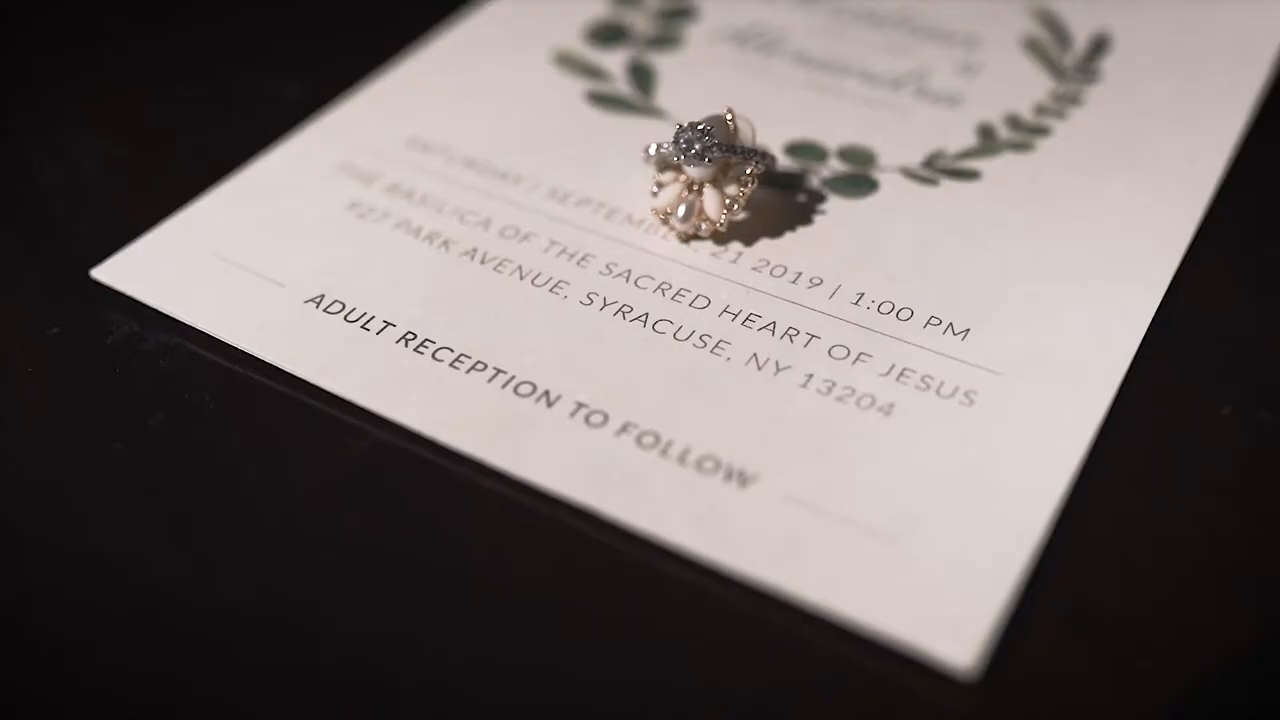 Alexandra
SATURDAY | SEPTEMBER 21 2019 | 1:00 PM
THE BASILICA OF THE SACRED HEART OF JESUS
927 PARK AVENUE, SYRACUSE, NY 13204
ADULT RECEPTION TO FOLLOW